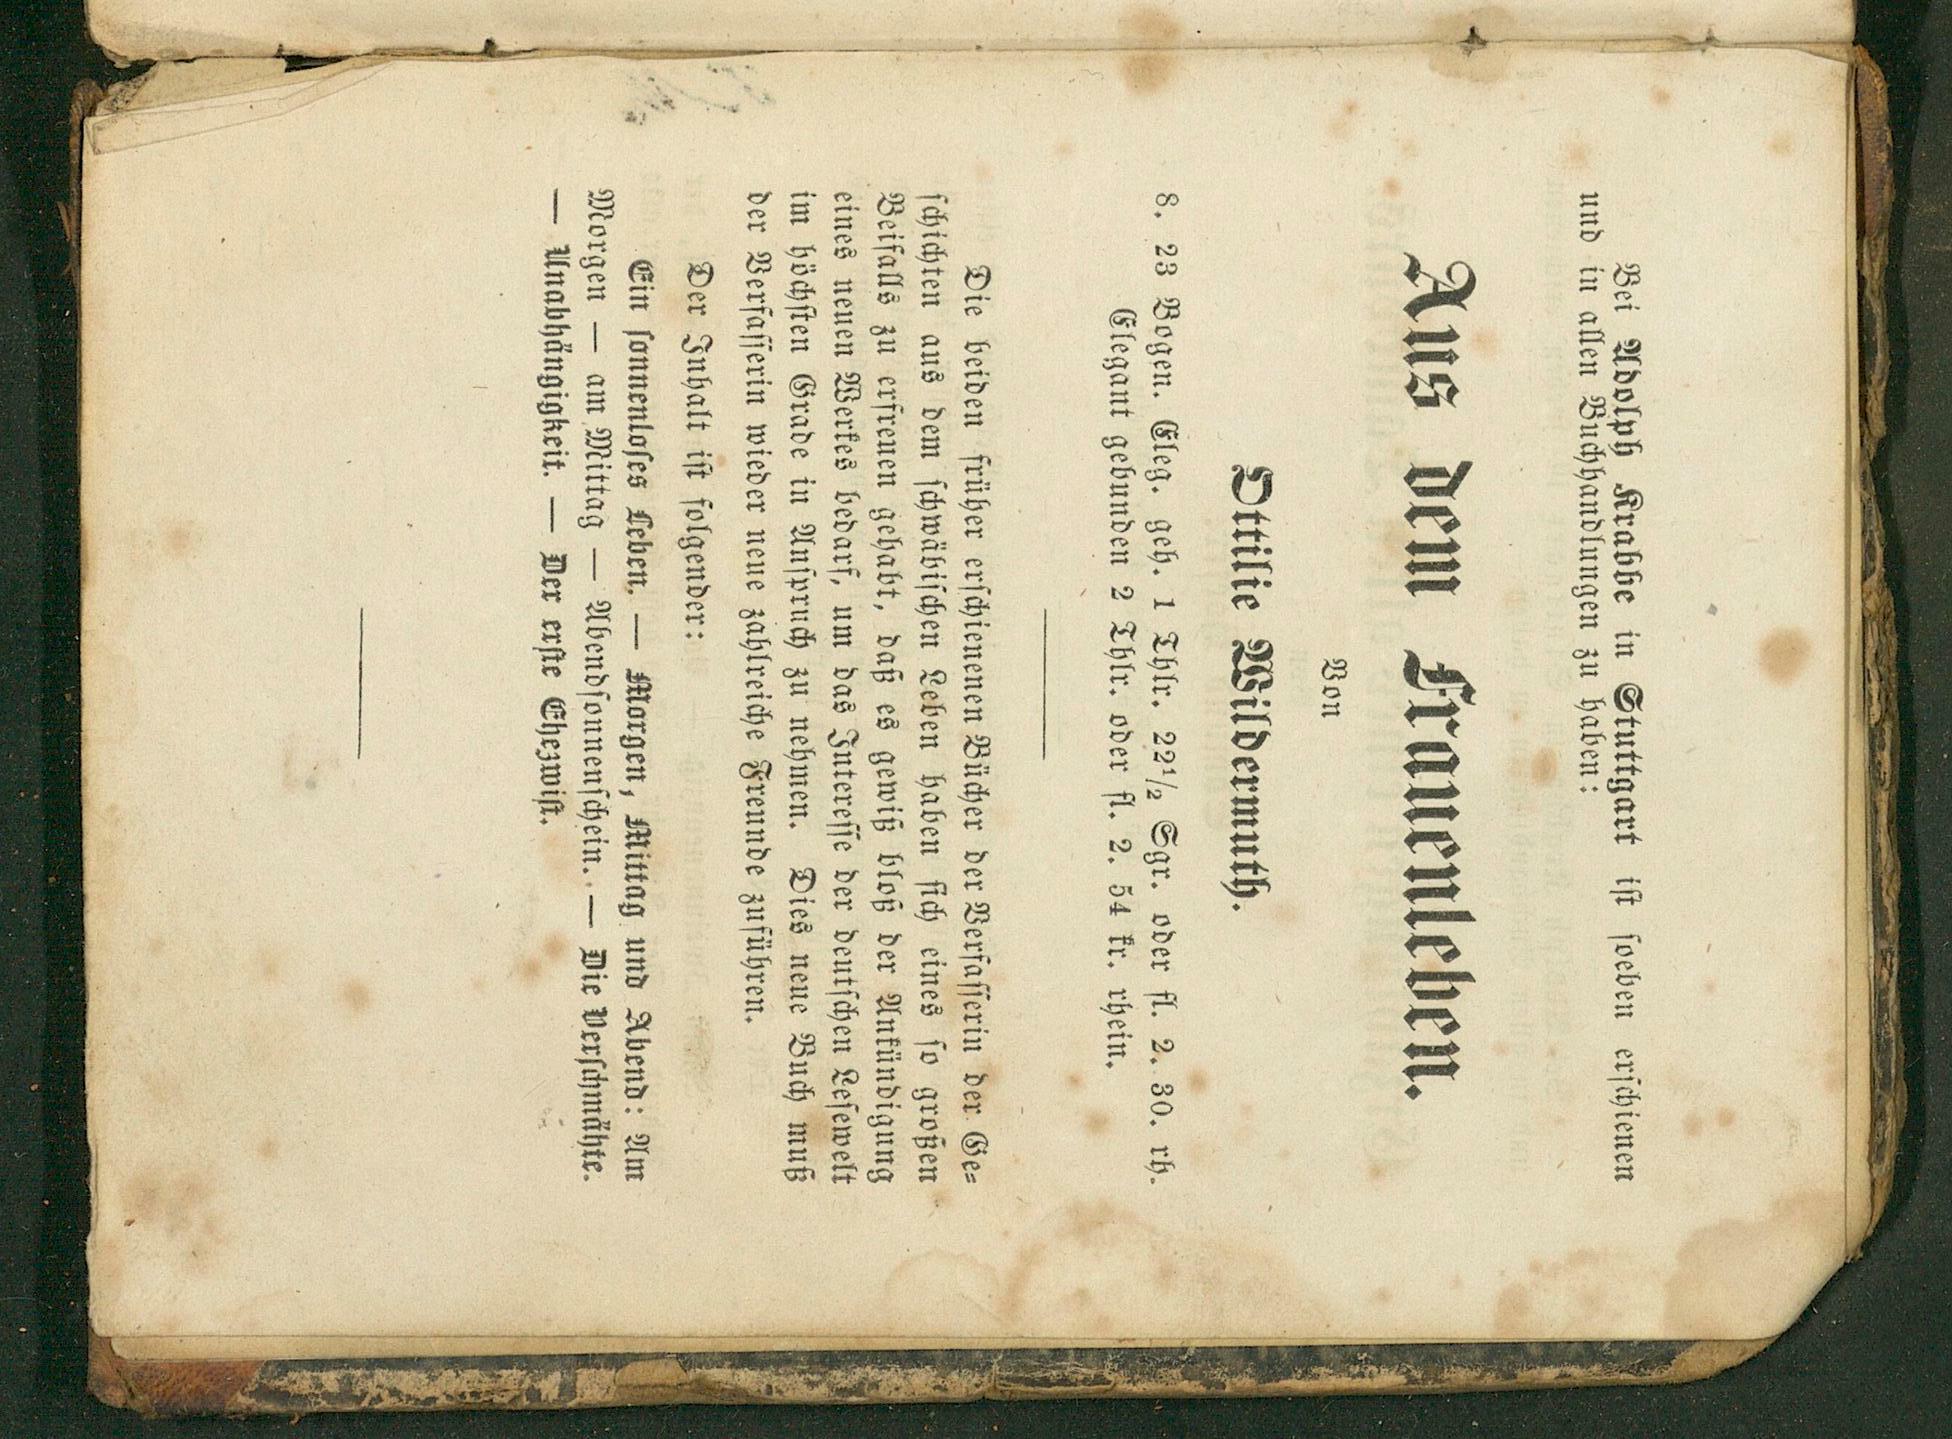 Bei Adolph Krabbe in Stuttgart ist soeben erschienen
und in allen Buchhandlungen zu haben:
Aus dem Frauenleben.
Von
Ottilie Wildermuth.
8. 23 Bogen. Eleg. geh. 1 Thlr. 22½ Sgr. oder fl. 2. 30. rh.
Elegant gebunden 2 Thlr. oder fl. 2. 54 kr. rhein.
Die beiden früher erschienenen Bücher der Verfasserin der Ge-
schichten aus dem schwäbischen Leben haben sich eines so großen
Beifalls zu erfreuen gehabt, daß es gewiß bloß der Ankündigung
eines neuen Werkes bedarf, um das Interesse der deutschen Lesewelt
im höchsten Grade in Anspruch zu nehmen. Dies neue Buch muß
der Verfasserin wieder neue zahlreiche Freunde zuführen.
Der Inhalt ist folgender:
Ein sonnenloses Leben. — Morgen, Mittag und Abend: Am
Morgen — am Mittag — Abendsonnenschein. — Die Verschmähte.
— Unabhängigkeit. — Der erste Ehezwist.